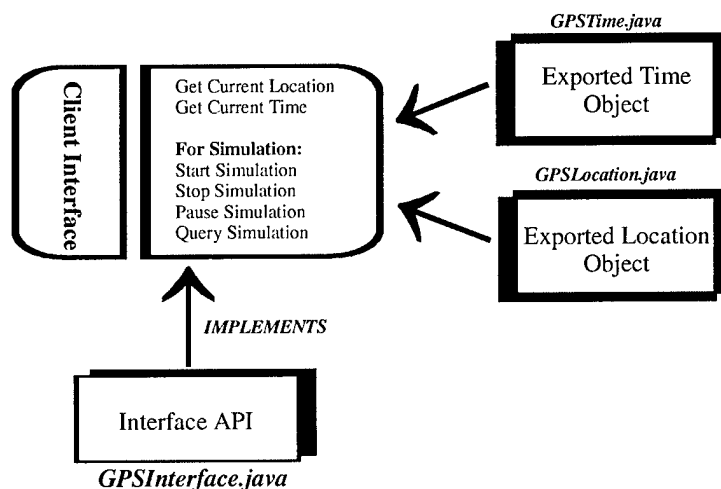 GPSTime.java
Exported Time
Object
Client Interface
Get Current Location
Get Current Time
For Simulation:
Start Simulation
Stop Simulation
Pause Simulation
Query Simulation
GPSLocation.java
Exported Location
Object
IMPLEMENTS
Interface API
GPSInterface.java